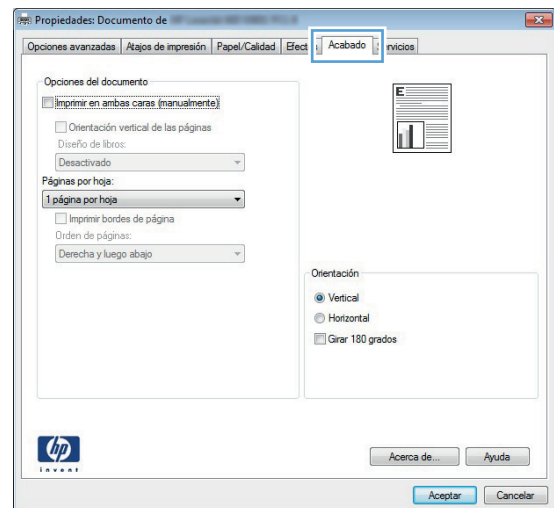 Propiedades: Documento de
Opciones avanzadas Atajos de impresión Papel/Calidad Acabado
Opciones del documento
Imprimir en ambas caras (manualmente)
Orientación vertical de las páginas
Diseño de libros:
Desactivado
Páginas por hoja:
1 página por hoja
Imprimir bordes de página
Orden de páginas:
Derecha y luego abajo
E
Orientación
Vertical
Horizontal
Girar 180 grados
hp
invent
Acerca de... Ayuda
Aceptar Cancelar